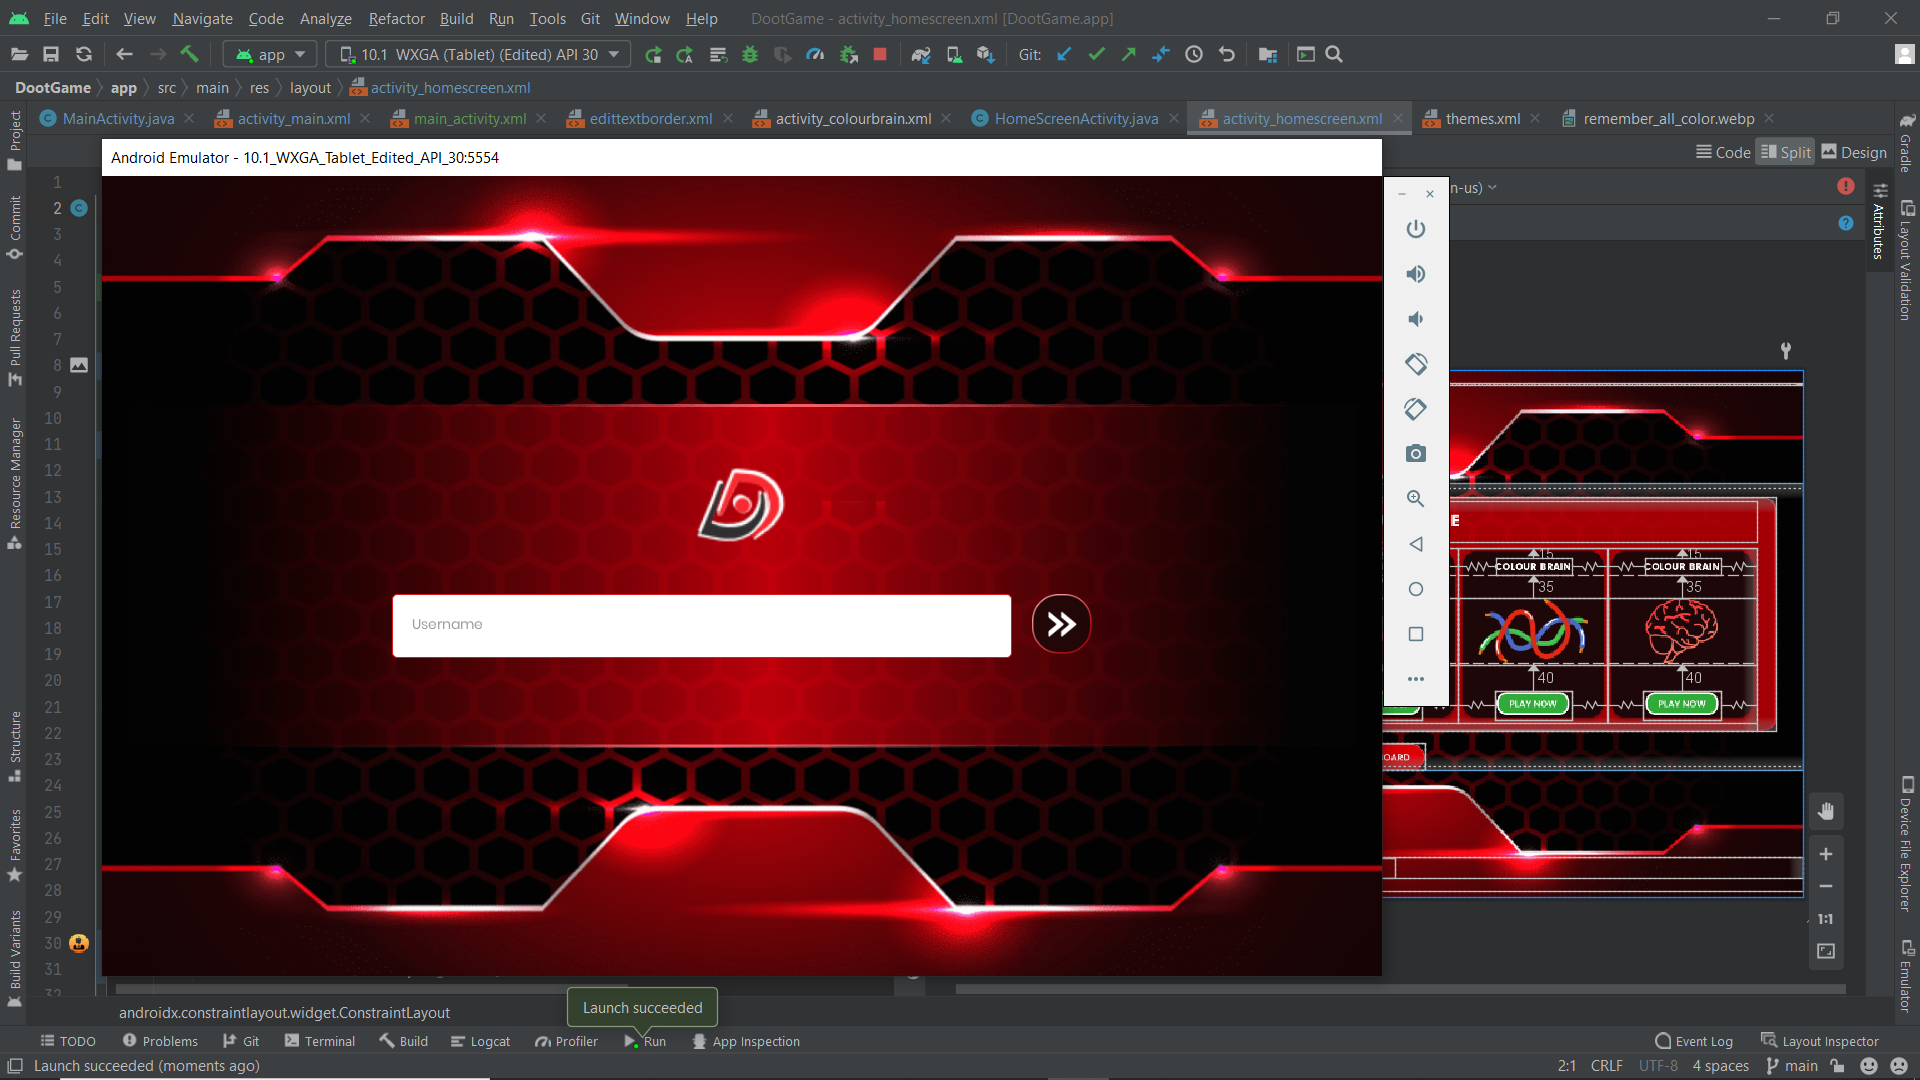 File Edit View Navigate Code Analyze Refactor Build Run Tools Git Window Help DootGame - activity_homescreen.xml [DootGame.app]
app 10.1 WXGA (Tablet) (Edited) API 30 Git:
DootGame app src main res layout activity_homescreen.xml
MainActivity.java activity_main.xml main_activity.xml edittextborder.xml activity_colourbrain.xml HomeScreenActivity.java activity_homescreen.xml themes.xml remember_all_color.webp
Code Split Design
Android Emulator - 10.1_WXGA_Tablet_Edited_API_30:5554
n-us)
1
2
3
4
5
6
7
8
9
10
11
12
13
14
15
16
17
18
19
20
21
22
23
24
25
26
27
28
29
30
31
32
Project
Commit
Pull Requests
Resource Manager
Structure
Favorites
Build Variants
Username
E
15 15
COLOUR BRAIN COLOUR BRAIN
35 35
40 40
PLAY NOW PLAY NOW
OARD
1:1
Attributes
Gradle
Layout Validation
Device File Explorer
Emulator
Launch succeeded
androidx.constraintlayout.widget.ConstraintLayout
TODO Problems Git Terminal Build Logcat Profiler Run App Inspection Event Log Layout Inspector
Launch succeeded (moments ago) 2:1 CRLF UTF-8 4 spaces main